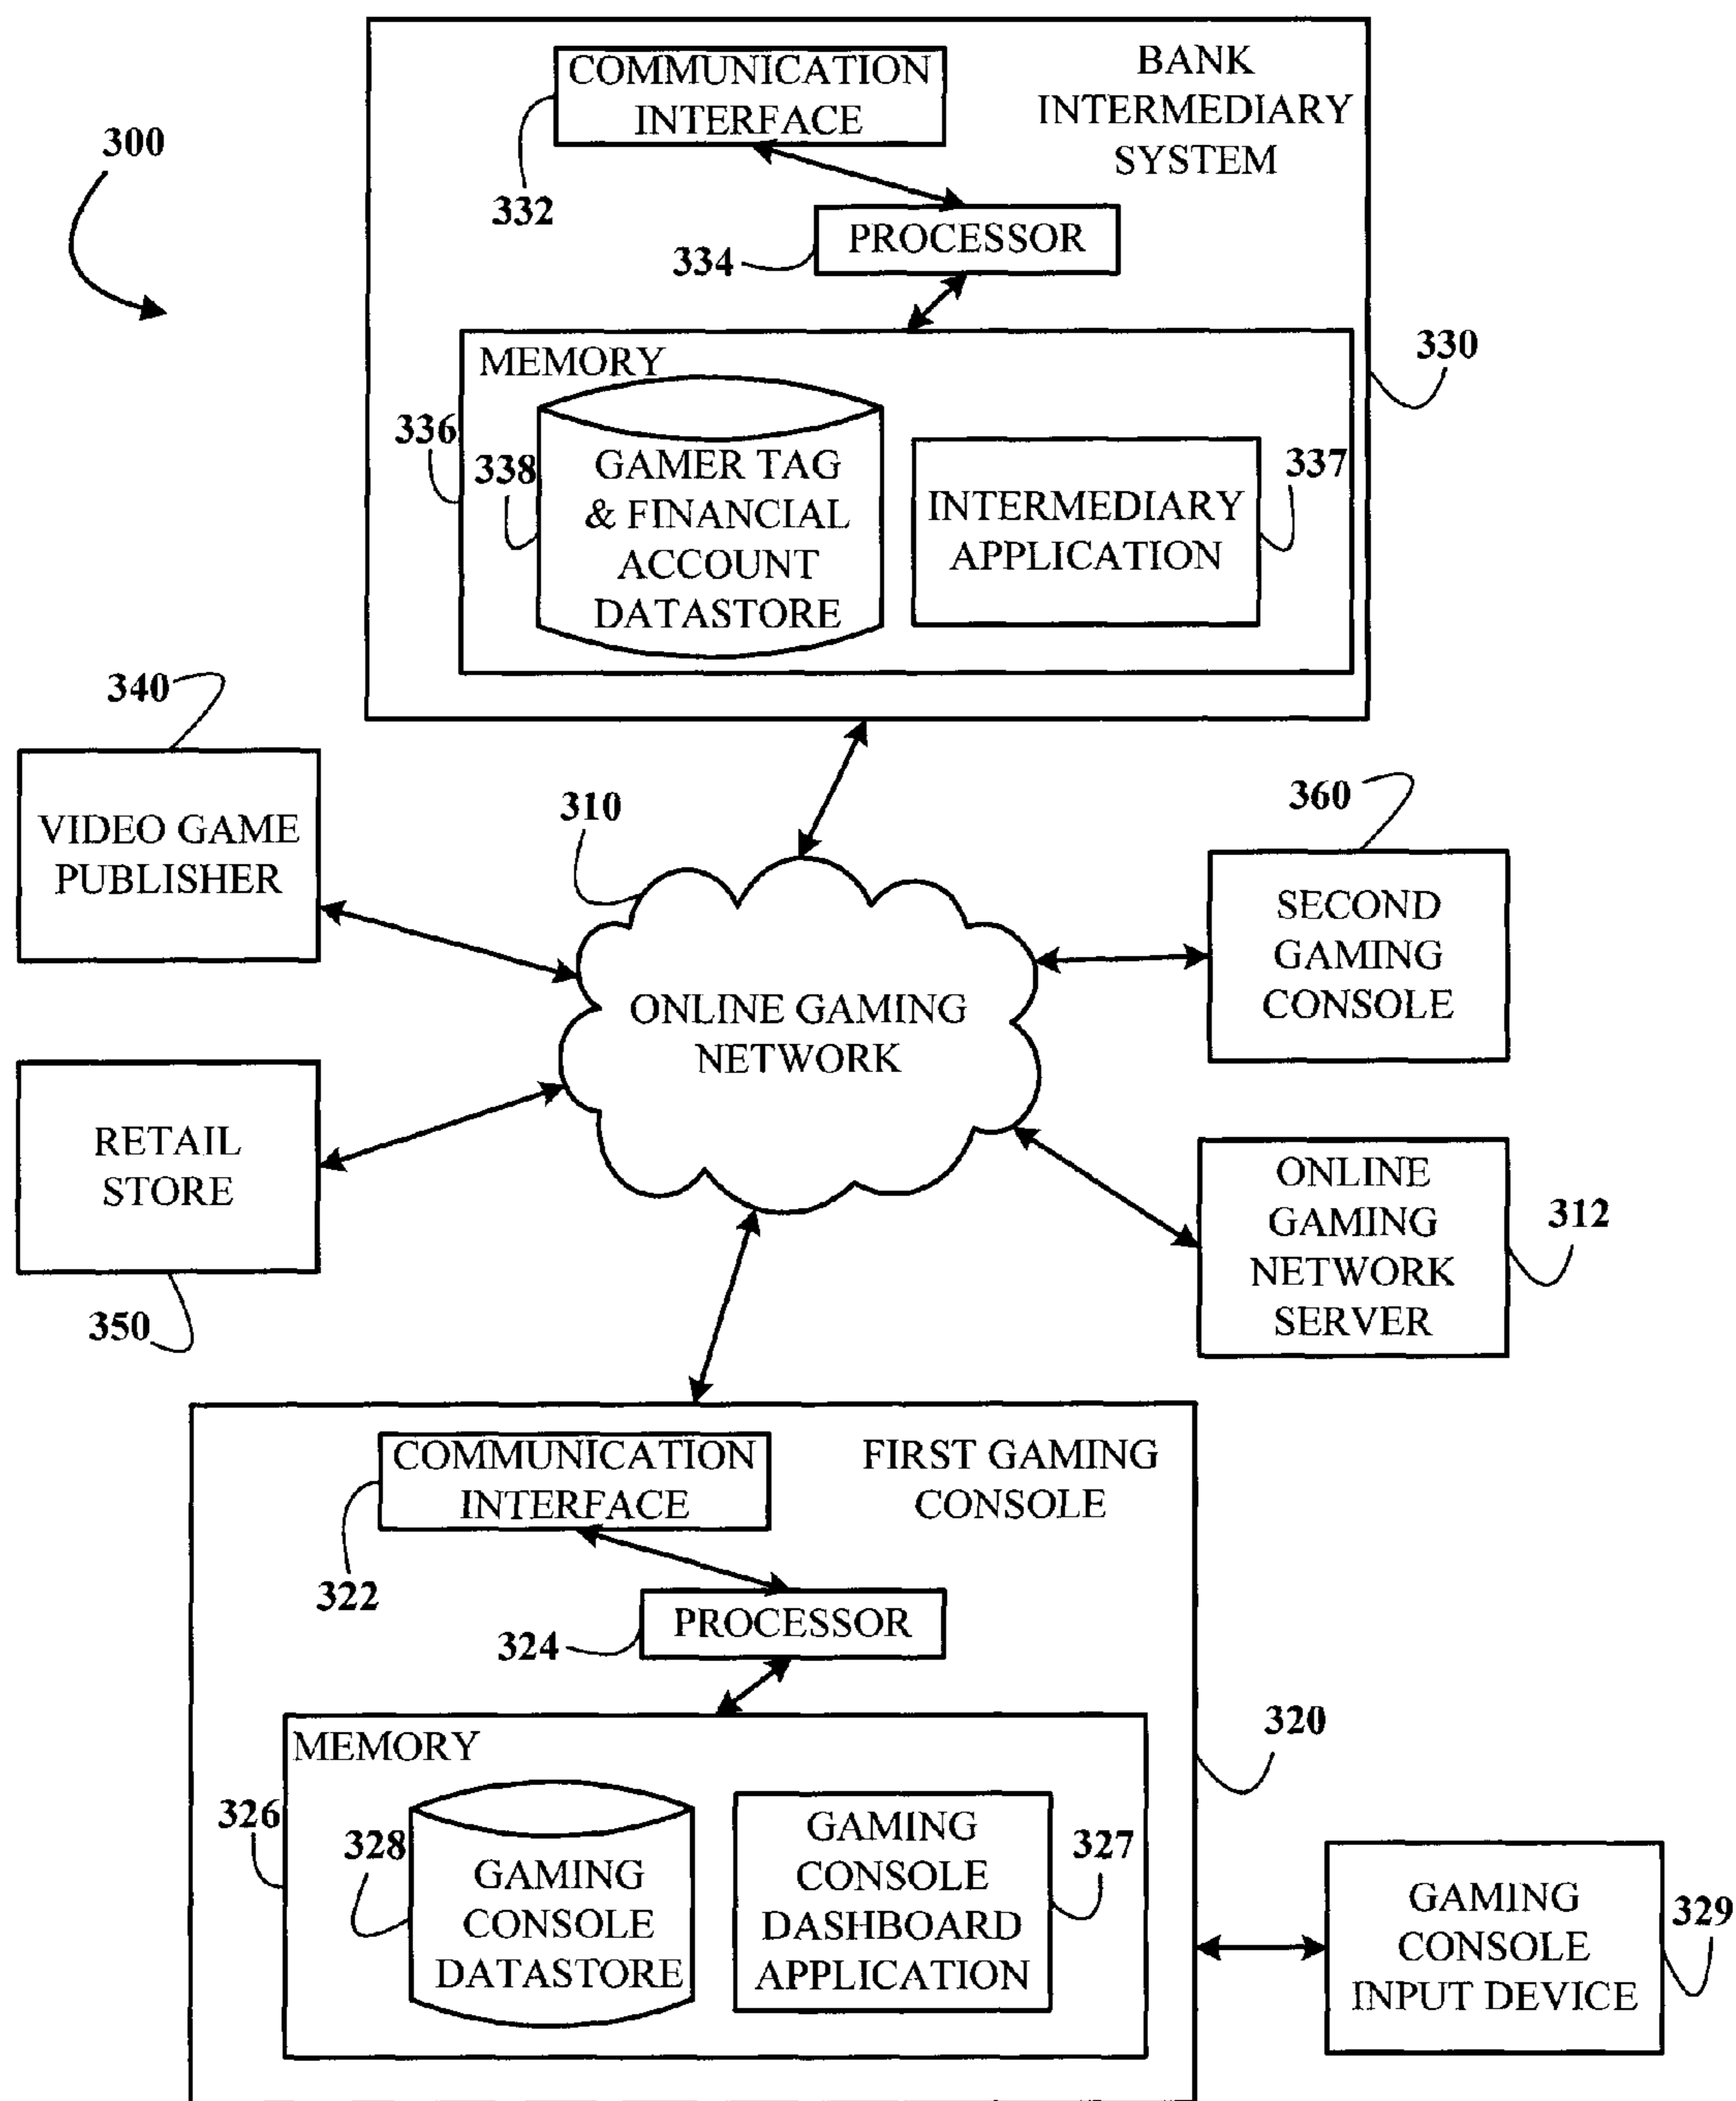 COMMUNICATION
INTERFACE
BANK
INTERMEDIARY
SYSTEM
300
332
PROCESSOR
334
MEMORY
330
336
338
GAMER TAG
& FINANCIAL
ACCOUNT
DATASTORE
INTERMEDIARY
APPLICATION
337
340
VIDEO GAME
PUBLISHER
310
360
SECOND
GAMING
CONSOLE
ONLINE GAMING
NETWORK
RETAIL
STORE
350
ONLINE
GAMING
NETWORK
SERVER
312
COMMUNICATION
INTERFACE
FIRST GAMING
CONSOLE
322
PROCESSOR
324
MEMORY
320
326
328
GAMING
CONSOLE
DATASTORE
GAMING
CONSOLE
DASHBOARD
APPLICATION
327
GAMING
CONSOLE
INPUT DEVICE
329